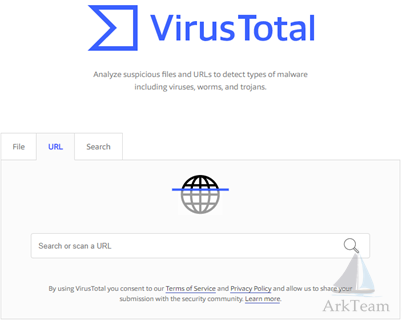 VirusTotal
Analyze suspicious files and URLs to detect types of malware
including viruses, worms, and trojans.
File URL Search
Search or scan a URL
By using VirusTotal you consent to our Terms of Service and Privacy Policy and allow us to share your
submission with the security community. Learn more.
ArkTeam